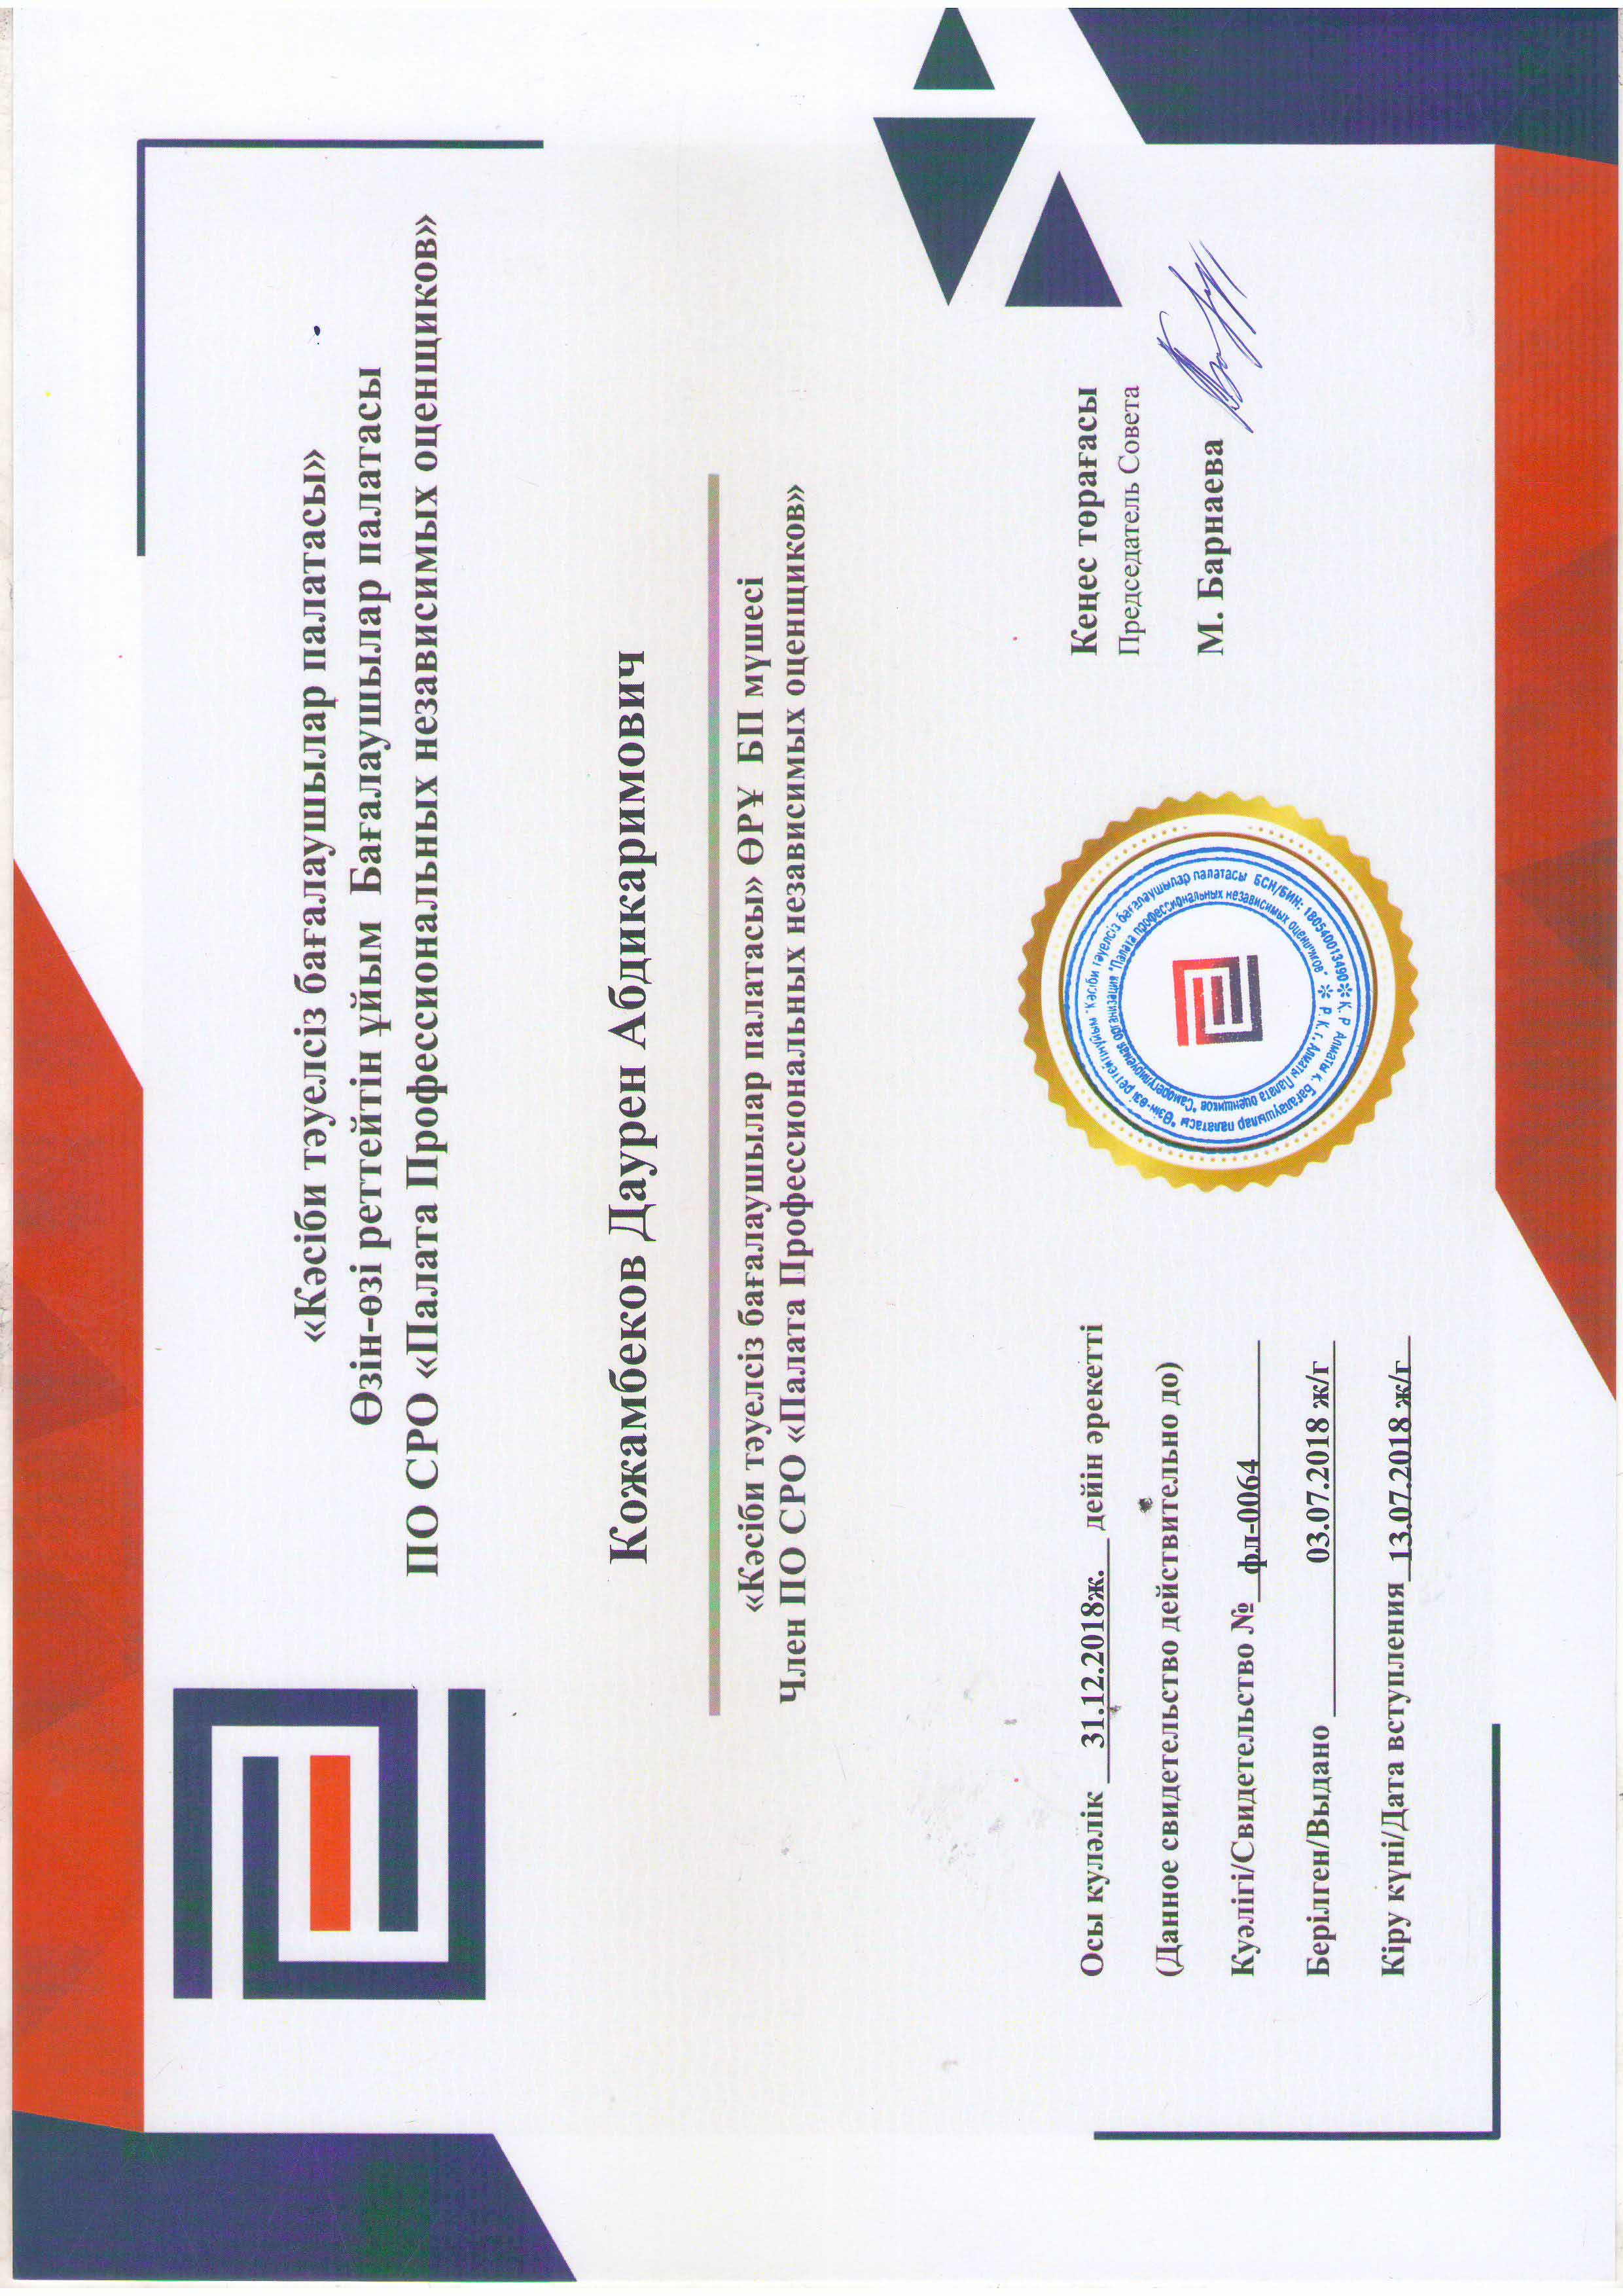 «Кәсіби тәуелсіз бағалаушылар палатасы»
Өзін-өзі реттейтін ұйым Бағалаушылар палатасы
ПО СРО «Палата Профессиональных независимых оценщиков»
Кожамбеков Даурен Абдикаримович
«Кәсіби тәуелсіз бағалаушылар палатасы» ӨРҰ БП мүшесі
Член ПО СРО «Палата Профессиональных независимых оценщиков»
Осы куләлік 31.12.2018ж. дейін әрекетті
(Данное свидетельство действительно до)
Куәлігі/Свидетельство № фл-0064
Берілген/Выдано 03.07.2018 ж/г
Кіру күні/Дата вступления 13.07.2018 ж/г
Қ.Р. Алматы қ. Бағалаушылар палатасы "Өзін-өзі реттейтін ұйым "Кәсіби тәуелсіз бағалаушылар палатасы БСН/БИН: 180540013490
Р.К. г. Алматы Палата оценщиков "Саморегулируемая организация "Палата профессиональных независимых оценщиков"
Кеңес төрағасы
Председатель Совета
М. Барнаева